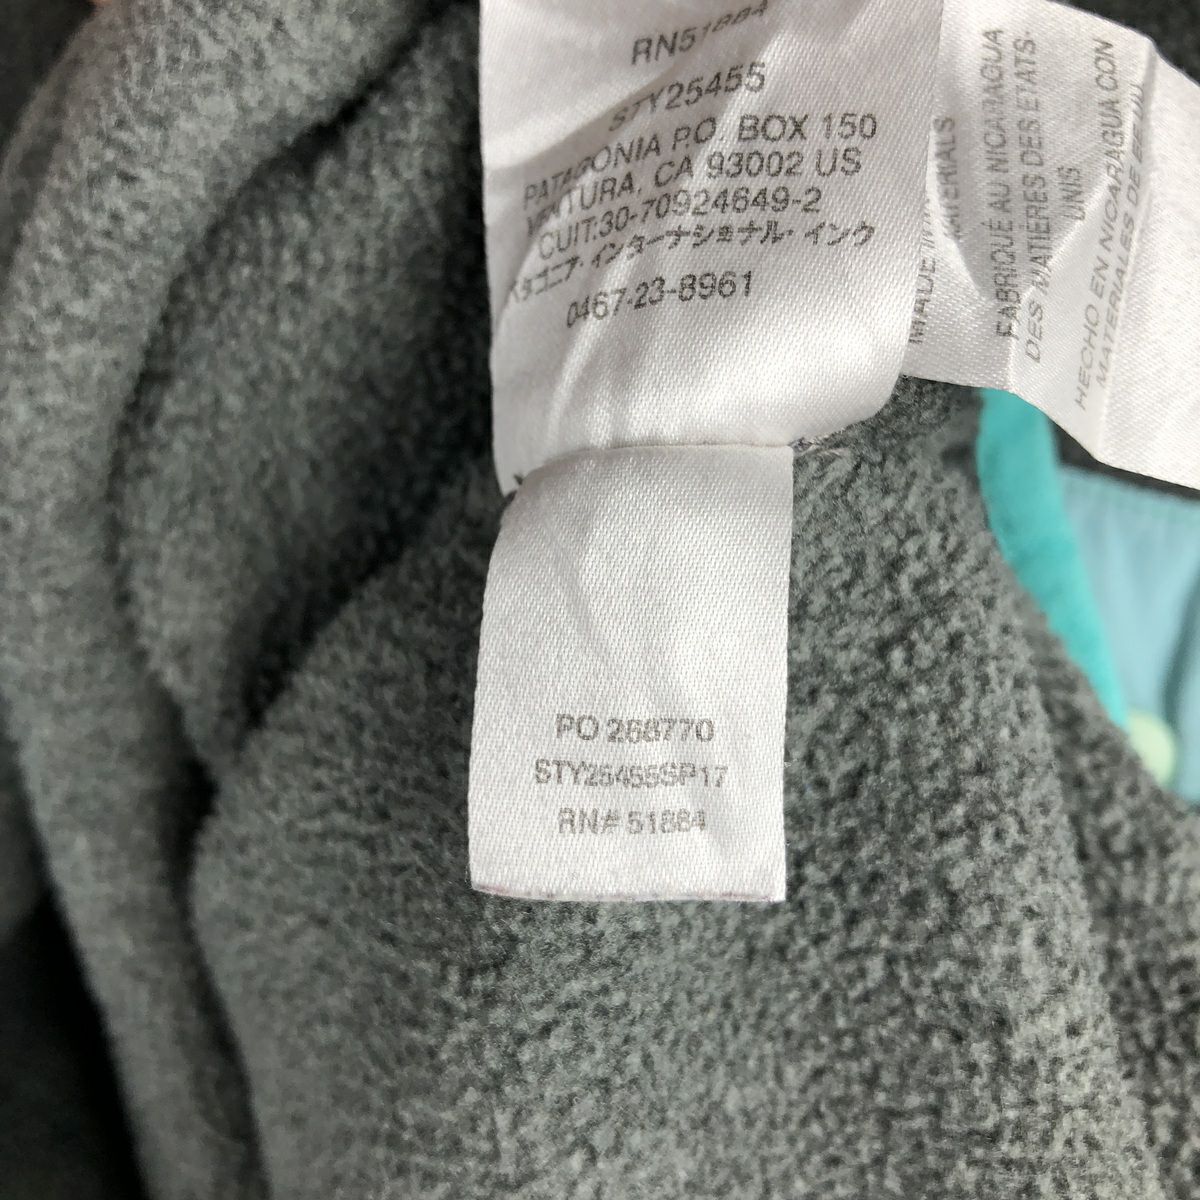 RN51884
STY25455
PATAGONIA P.O. BOX 150
VENTURA, CA 93002 US
CUIT:30-70924649-2
パタゴニア・インターナショナル・インク
0467-23-8961
MADE
MATERIALS
FABRIQUÉ AU NICARAGUA
DES MATIÈRES DES ÉTATS-
UNIS
HECHO EN NICARAGUA CON
MATERIALES DE
PO 288770
STY25455SP17
RN# 51884